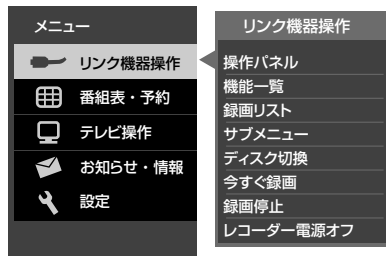 メニュー
リンク機器操作
番組表・予約
テレビ操作
お知らせ・情報
設定
リンク機器操作
操作パネル
機能一覧
録画リスト
サブメニュー
ディスク切換
今すぐ録画
録画停止
レコーダー電源オフ